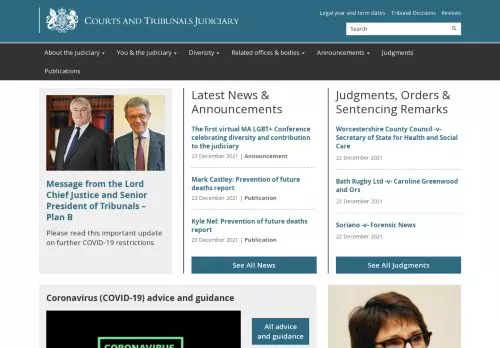 Legal year and term dates Tribunal Decisions Reviews
COURTS AND TRIBUNALS JUDICIARY
Search
About the judiciary You & the judiciary Diversity Related offices & bodies Announcements Judgments
Publications
Message from the Lord
Chief Justice and Senior
President of Tribunals –
Plan B
Please read this important update
on further COVID-19 restrictions
Latest News &
Announcements
The first virtual MA LGBT+ Conference
celebrating diversity and contribution
to the judiciary
23 December 2021 | Announcement
Mark Castley: Prevention of future
deaths report
23 December 2021 | Publication
Kyle Nel: Prevention of future deaths
report
23 December 2021 | Publication
See All News
Judgments, Orders &
Sentencing Remarks
Worcestershire County Council -v-
Secretary of State for Health and Social
Care
22 December 2021
Bath Rugby Ltd -v- Caroline Greenwood
and Ors
22 December 2021
Soriano -v- Forensic News
22 December 2021
See All Judgments
Coronavirus (COVID-19) advice and guidance
CORONAVIRUS
All advice
and guidance